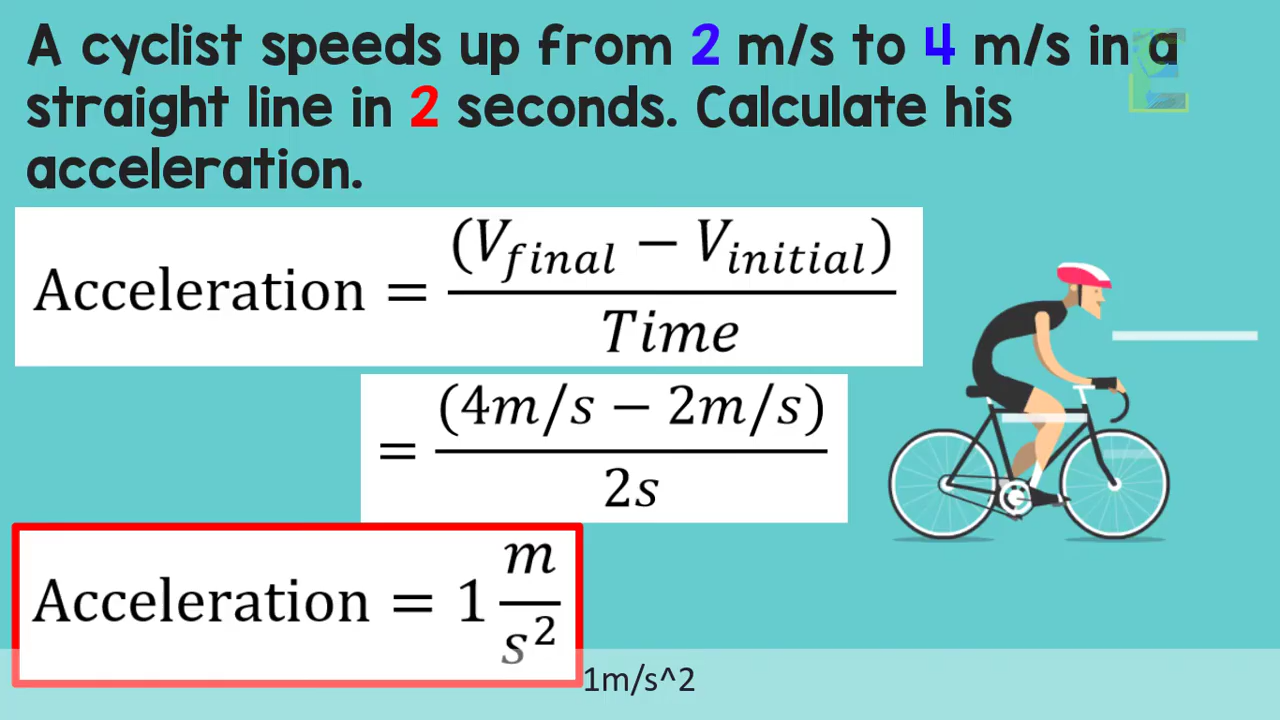 A cyclist speeds up from 2 m/s to 4 m/s in a
straight line in 2 seconds. Calculate his
acceleration.
Acceleration = (V_final − V_initial) / Time
= (4m/s − 2m/s) / 2s
Acceleration = 1 m/s²
1m/s^2